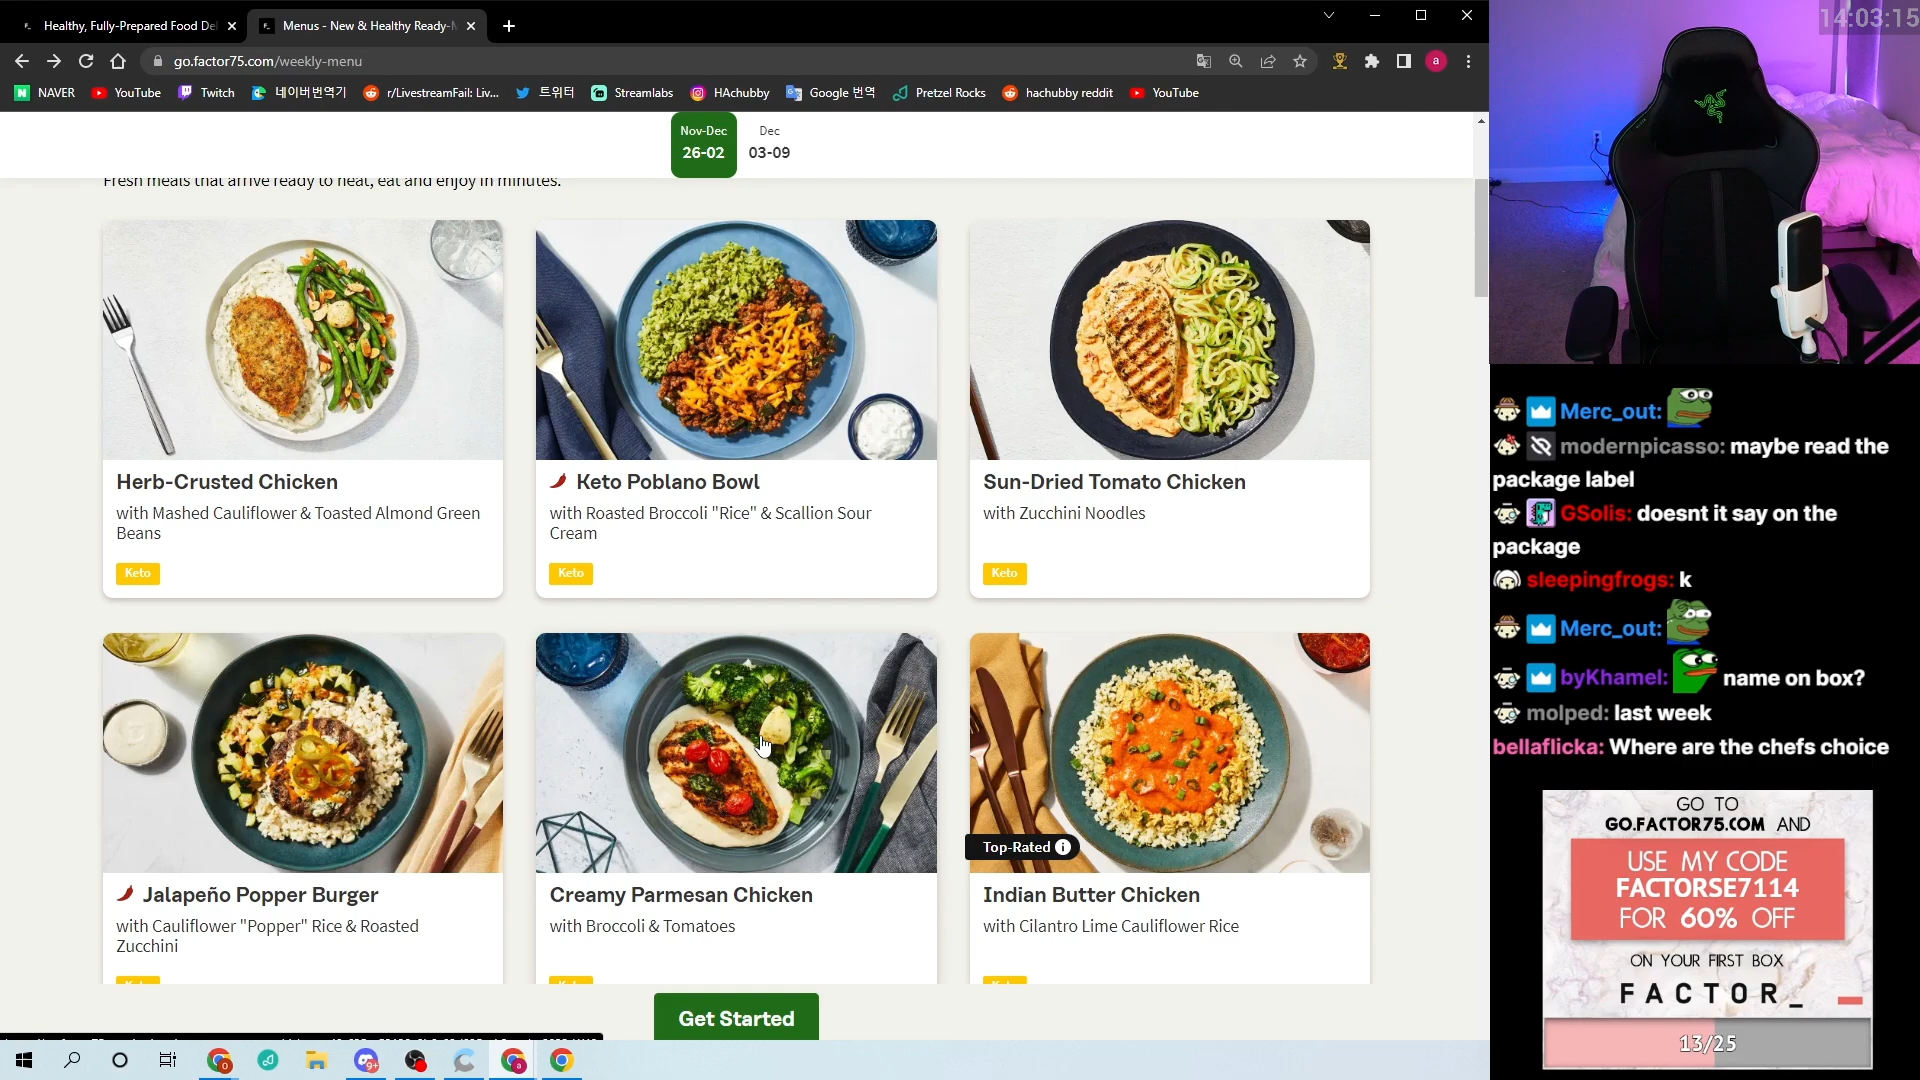 14:03:15
Healthy, Fully-Prepared Food De
Menus - New & Healthy Ready-M
go.factor75.com/weekly-menu
a
NAVER
YouTube
Twitch
네이버번역기
r/LivestreamFail: Liv...
트위터
Streamlabs
HAchubby
Google 번역
Pretzel Rocks
hachubby reddit
YouTube
Nov-Dec
26-02
Dec
03-09
Fresh meals that arrive ready to heat, eat and enjoy in minutes.
Herb-Crusted Chicken
with Mashed Cauliflower & Toasted Almond Green
Beans
Keto
Keto Poblano Bowl
with Roasted Broccoli "Rice" & Scallion Sour
Cream
Keto
Sun-Dried Tomato Chicken
with Zucchini Noodles
Keto
Jalapeño Popper Burger
with Cauliflower "Popper" Rice & Roasted
Zucchini
Keto
Creamy Parmesan Chicken
with Broccoli & Tomatoes
Keto
Top-Rated
Indian Butter Chicken
with Cilantro Lime Cauliflower Rice
Keto
Get Started
Merc_out:
modernpicasso: maybe read the
package label
GSolis: doesnt it say on the
package
sleepingfrogs: k
Merc_out:
byKhamel: name on box?
molped: last week
bellaflicka: Where are the chefs choice
GO TO
GO.FACTOR75.COM AND
USE MY CODE
FACTORSE7114
FOR 60% OFF
ON YOUR FIRST BOX
FACTOR_
13/25
9+